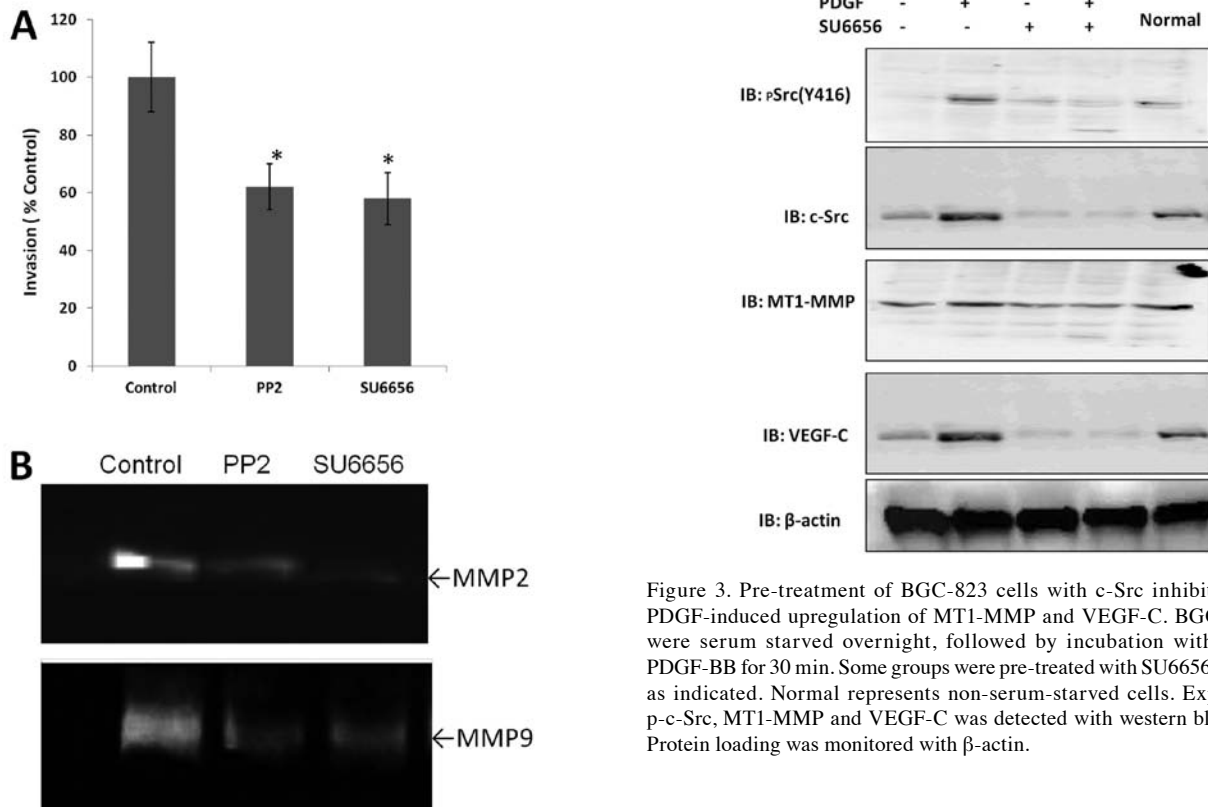 A
120
100
80
60
40
20
0
Invasion ( % Control)
*
*
Control PP2 SU6656
B
Control PP2 SU6656
←MMP2
←MMP9
PDGF - + - +
SU6656 - - + + Normal
IB: pSrc(Y416)
IB: c-Src
IB: MT1-MMP
IB: VEGF-C
IB: β-actin
Figure 3. Pre-treatment of BGC-823 cells with c-Src inhibit
PDGF-induced upregulation of MT1-MMP and VEGF-C. BGC
were serum starved overnight, followed by incubation with
PDGF-BB for 30 min. Some groups were pre-treated with SU6656
as indicated. Normal represents non-serum-starved cells. Ex
p-c-Src, MT1-MMP and VEGF-C was detected with western bl
Protein loading was monitored with β-actin.